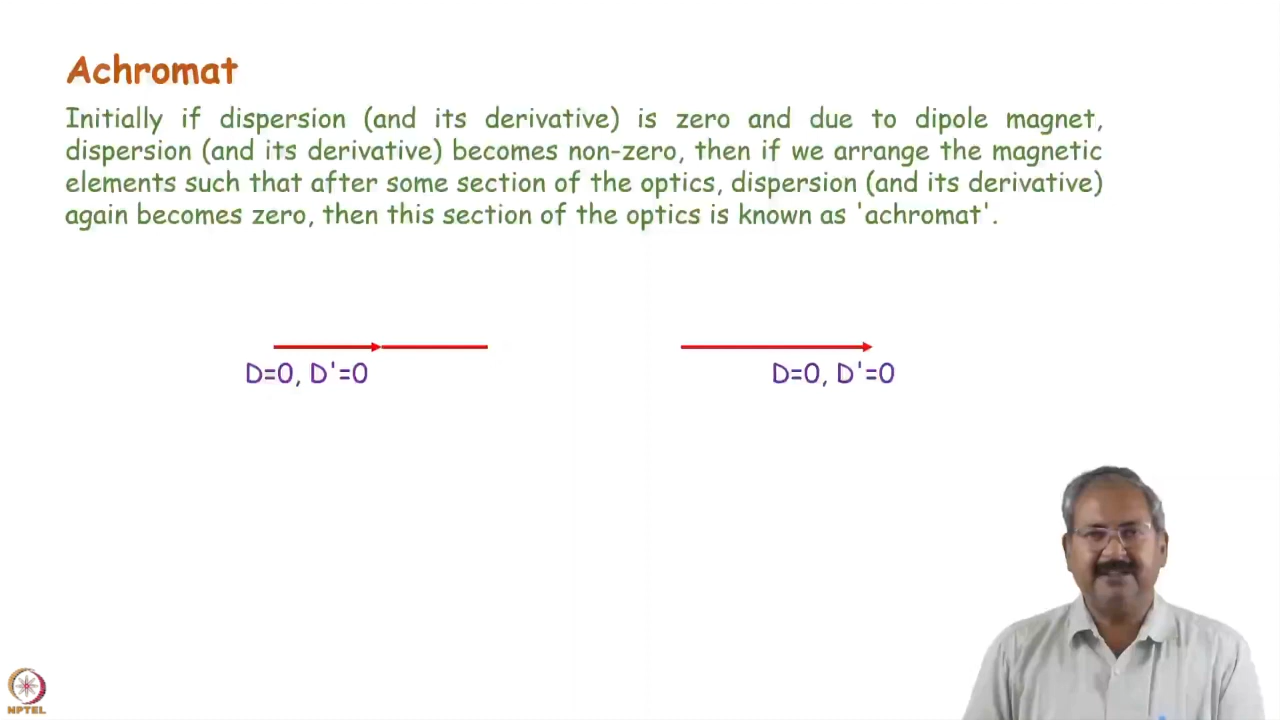 Achromat
Initially if dispersion (and its derivative) is zero and due to dipole magnet,
dispersion (and its derivative) becomes non-zero, then if we arrange the magnetic
elements such that after some section of the optics, dispersion (and its derivative)
again becomes zero, then this section of the optics is known as 'achromat'.
D=0, D'=0
D=0, D'=0
NPTEL